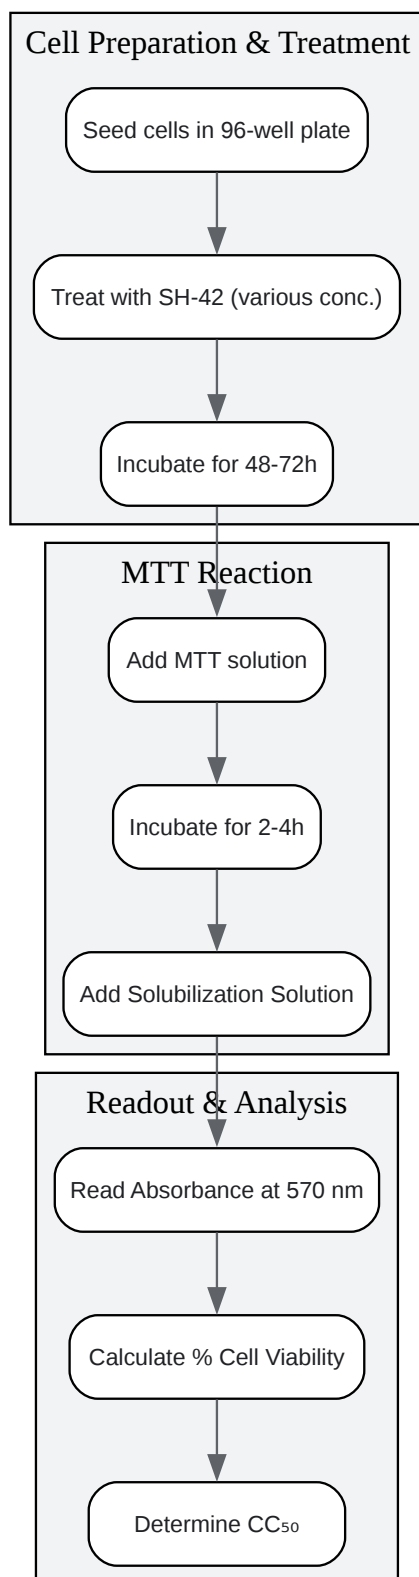 Cell Preparation & Treatment
Seed cells in 96-well plate
Treat with SH-42 (various conc.)
Incubate for 48-72h
MTT Reaction
Add MTT solution
Incubate for 2-4h
Add Solubilization Solution
Readout & Analysis
Read Absorbance at 570 nm
Calculate % Cell Viability
Determine CC₅₀